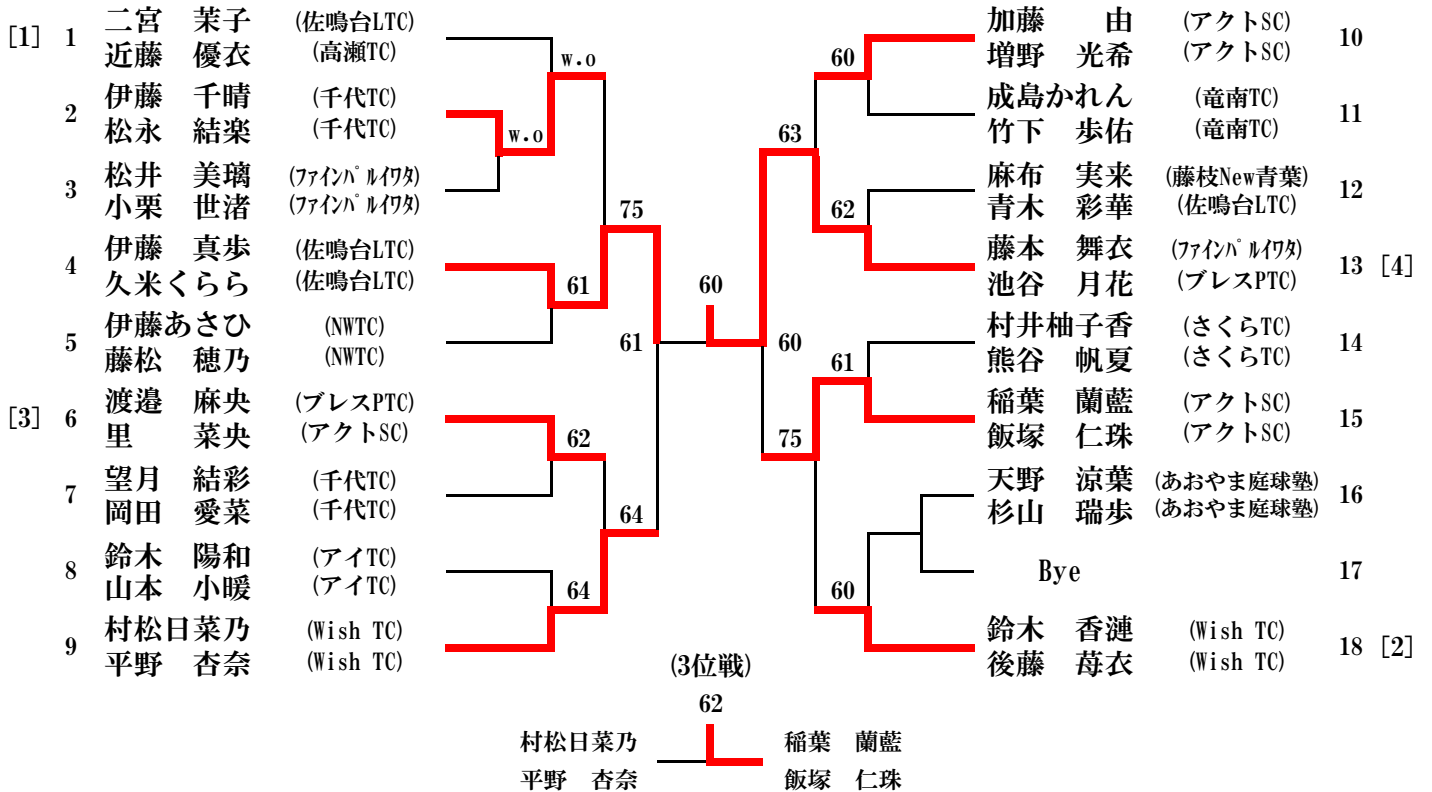 [1] 1 二宮 茉子 (佐鳴台LTC)
近藤 優衣 (高瀬TC)
2 伊藤 千晴 (千代TC)
松永 結楽 (千代TC)
3 松井 美璃 (ﾌｧｲﾝﾊﾟﾙｲﾜﾀ)
小栗 世渚 (ﾌｧｲﾝﾊﾟﾙｲﾜﾀ)
4 伊藤 真歩 (佐鳴台LTC)
久米くらら (佐鳴台LTC)
5 伊藤あさひ (NWTC)
藤松 穂乃 (NWTC)
[3] 6 渡邉 麻央 (ブレスPTC)
里 菜央 (アクトSC)
7 望月 結彩 (千代TC)
岡田 愛菜 (千代TC)
8 鈴木 陽和 (アイTC)
山本 小暖 (アイTC)
9 村松日菜乃 (Wish TC)
平野 杏奈 (Wish TC)
w.o
w.o
75
61
61
62
64
64
60
60
63
62
60
61
75
60
加藤 由 (アクトSC) 10
増野 光希 (アクトSC)
成島かれん (竜南TC) 11
竹下 歩佑 (竜南TC)
麻布 実来 (藤枝New青葉) 12
青木 彩華 (佐鳴台LTC)
藤本 舞衣 (ﾌｧｲﾝﾊﾟﾙｲﾜﾀ) 13 [4]
池谷 月花 (ブレスPTC)
村井柚子香 (さくらTC) 14
熊谷 帆夏 (さくらTC)
稲葉 蘭藍 (アクトSC) 15
飯塚 仁珠 (アクトSC)
天野 涼葉 (あおやま庭球塾) 16
杉山 瑞歩 (あおやま庭球塾)
Bye 17
鈴木 香漣 (Wish TC) 18 [2]
後藤 苺衣 (Wish TC)
(3位戦)
62
村松日菜乃 稲葉 蘭藍
平野 杏奈 飯塚 仁珠